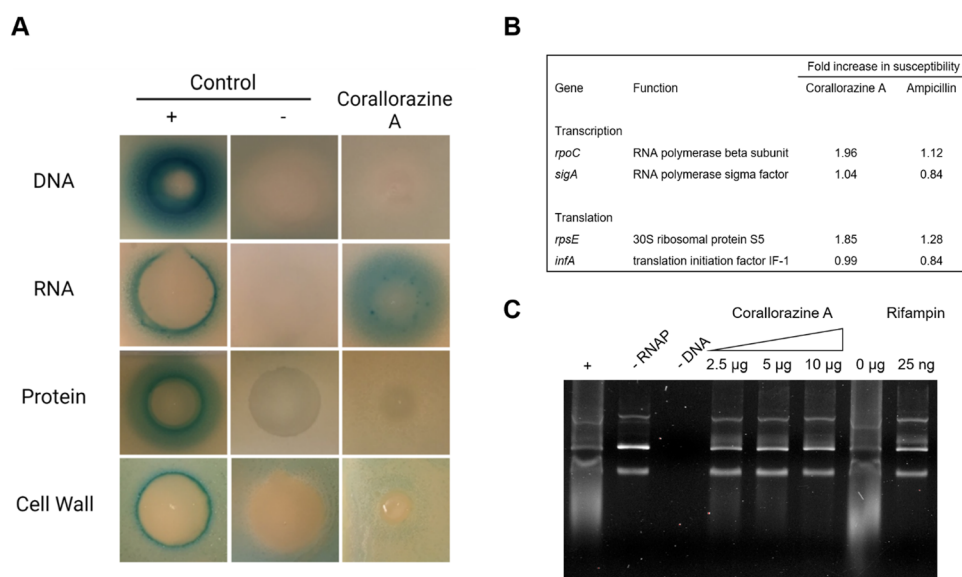 A
Control
+ -
Corallorazine
A
DNA
RNA
Protein
Cell Wall
B
Fold increase in susceptibility
Gene Function Corallorazine A Ampicillin
Transcription
rpoC RNA polymerase beta subunit 1.96 1.12
sigA RNA polymerase sigma factor 1.04 0.84
Translation
rpsE 30S ribosomal protein S5 1.85 1.28
infA translation initiation factor IF-1 0.99 0.84
C
Corallorazine A Rifampin
+ - RNAP - DNA 2.5 µg 5 µg 10 µg 0 µg 25 ng